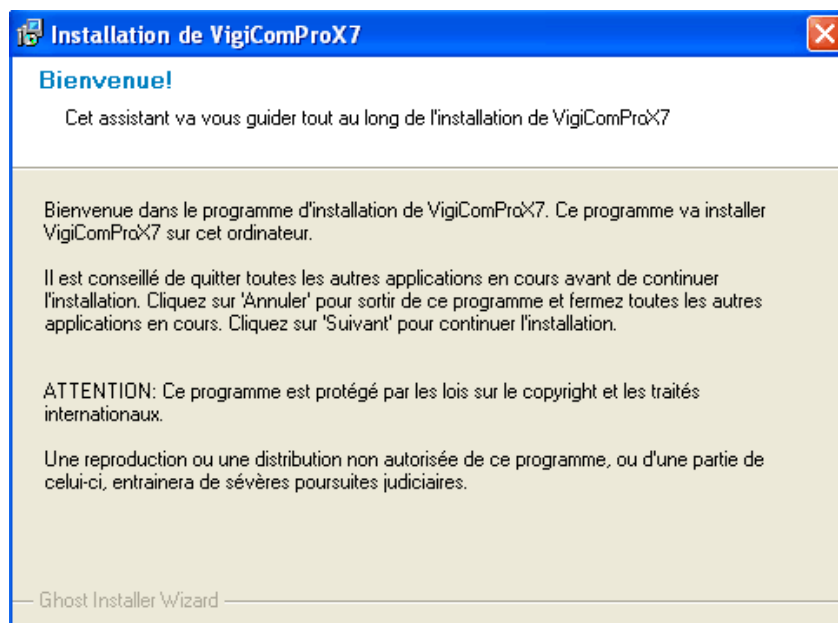 Installation de VigiComProX7
Bienvenue!
Cet assistant va vous guider tout au long de l'installation de VigiComProX7
Bienvenue dans le programme d'installation de VigiComProX7. Ce programme va installer
VigiComProX7 sur cet ordinateur.
Il est conseillé de quitter toutes les autres applications en cours avant de continuer
l'installation. Cliquez sur 'Annuler' pour sortir de ce programme et fermez toutes les autres
applications en cours. Cliquez sur 'Suivant' pour continuer l'installation.
ATTENTION: Ce programme est protégé par les lois sur le copyright et les traités
internationaux.
Une reproduction ou une distribution non autorisée de ce programme, ou d'une partie de
celui-ci, entrainera de sévères poursuites judiciaires.
Ghost Installer Wizard